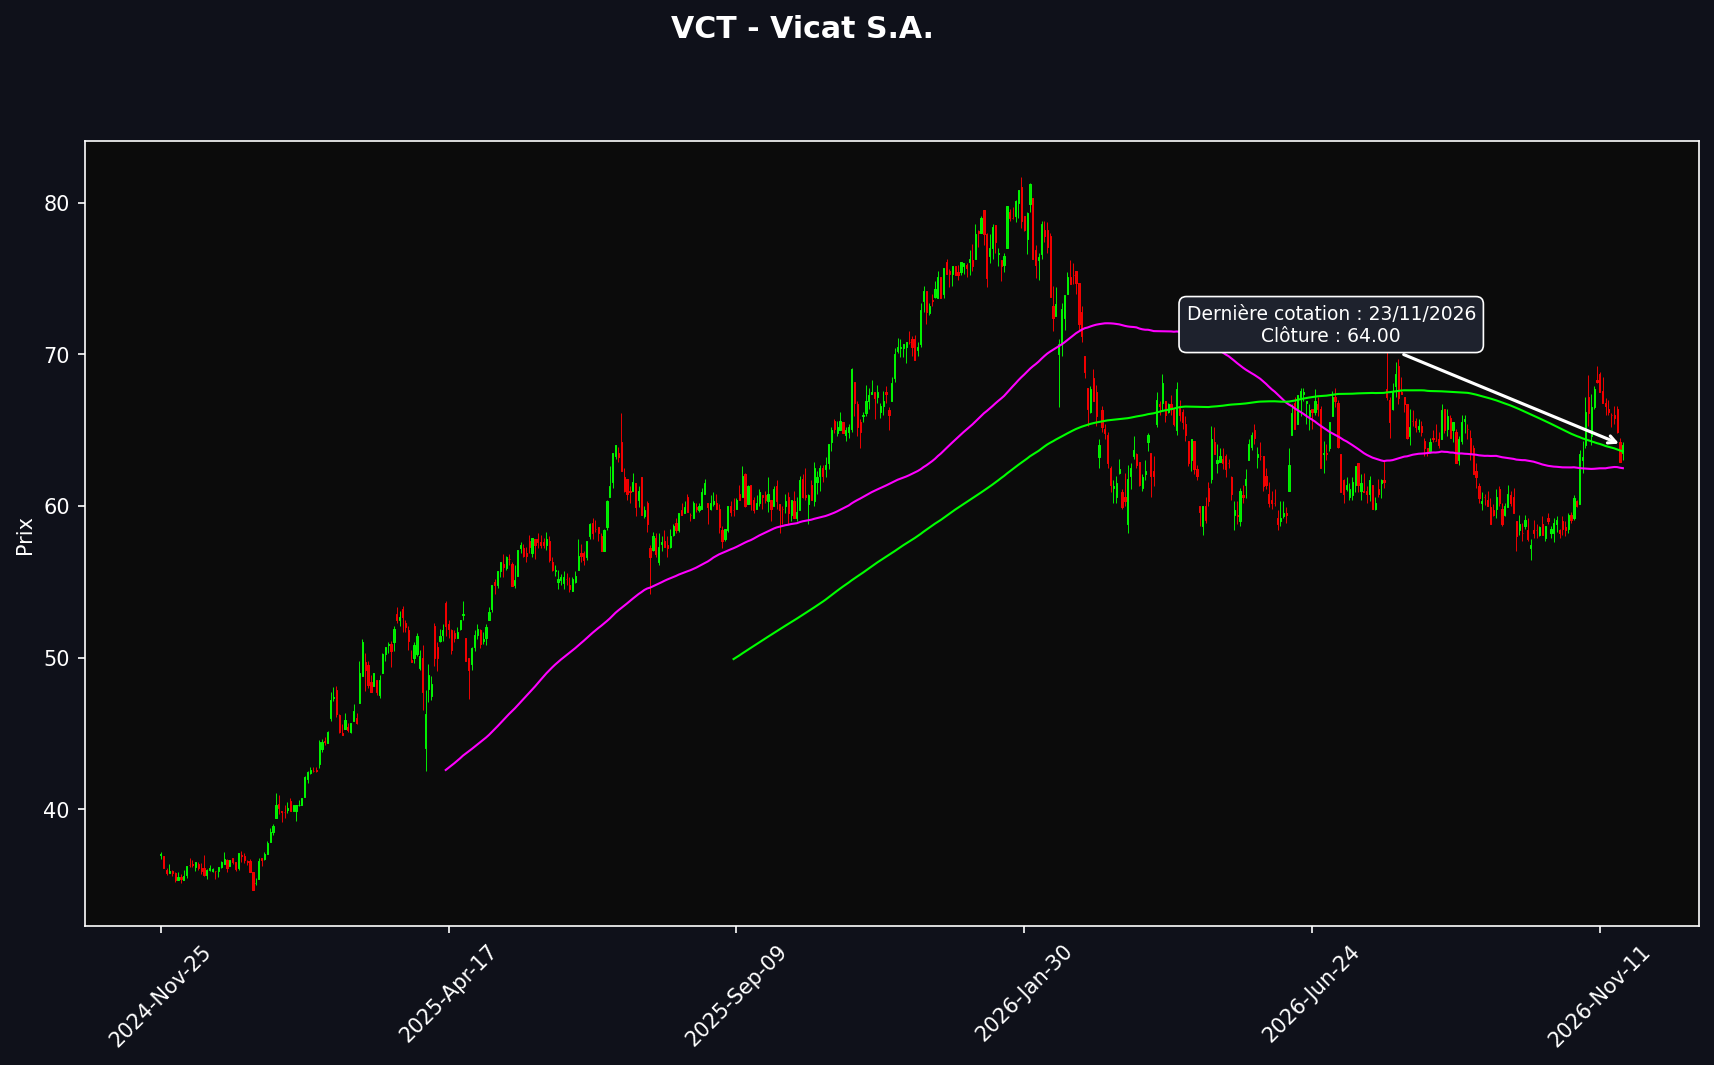 VCT - Vicat S.A.
Prix
80
70
60
50
40
Dernière cotation : 23/11/2026
Clôture : 64.00
2024-Nov-25
2025-Apr-17
2025-Sep-09
2026-Jan-30
2026-Jun-24
2026-Nov-11